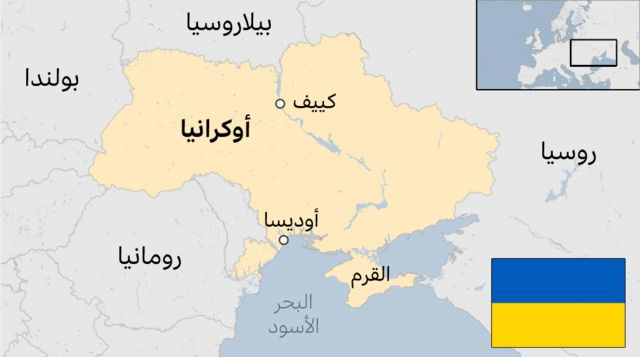 بيلاروسيا
بولندا
كييف
أوكرانيا
روسيا
أوديسا
رومانيا
القرم
البحر
الأسود